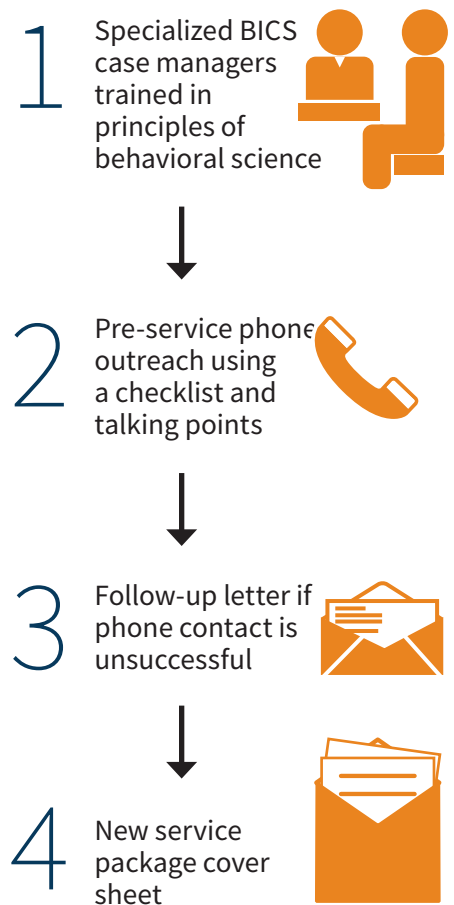 1
Specialized BICS
case managers
trained in
principles of
behavioral science
2
Pre-service phone
outreach using
a checklist and
talking points
3
Follow-up letter if
phone contact is
unsuccessful
4
New service
package cover
sheet